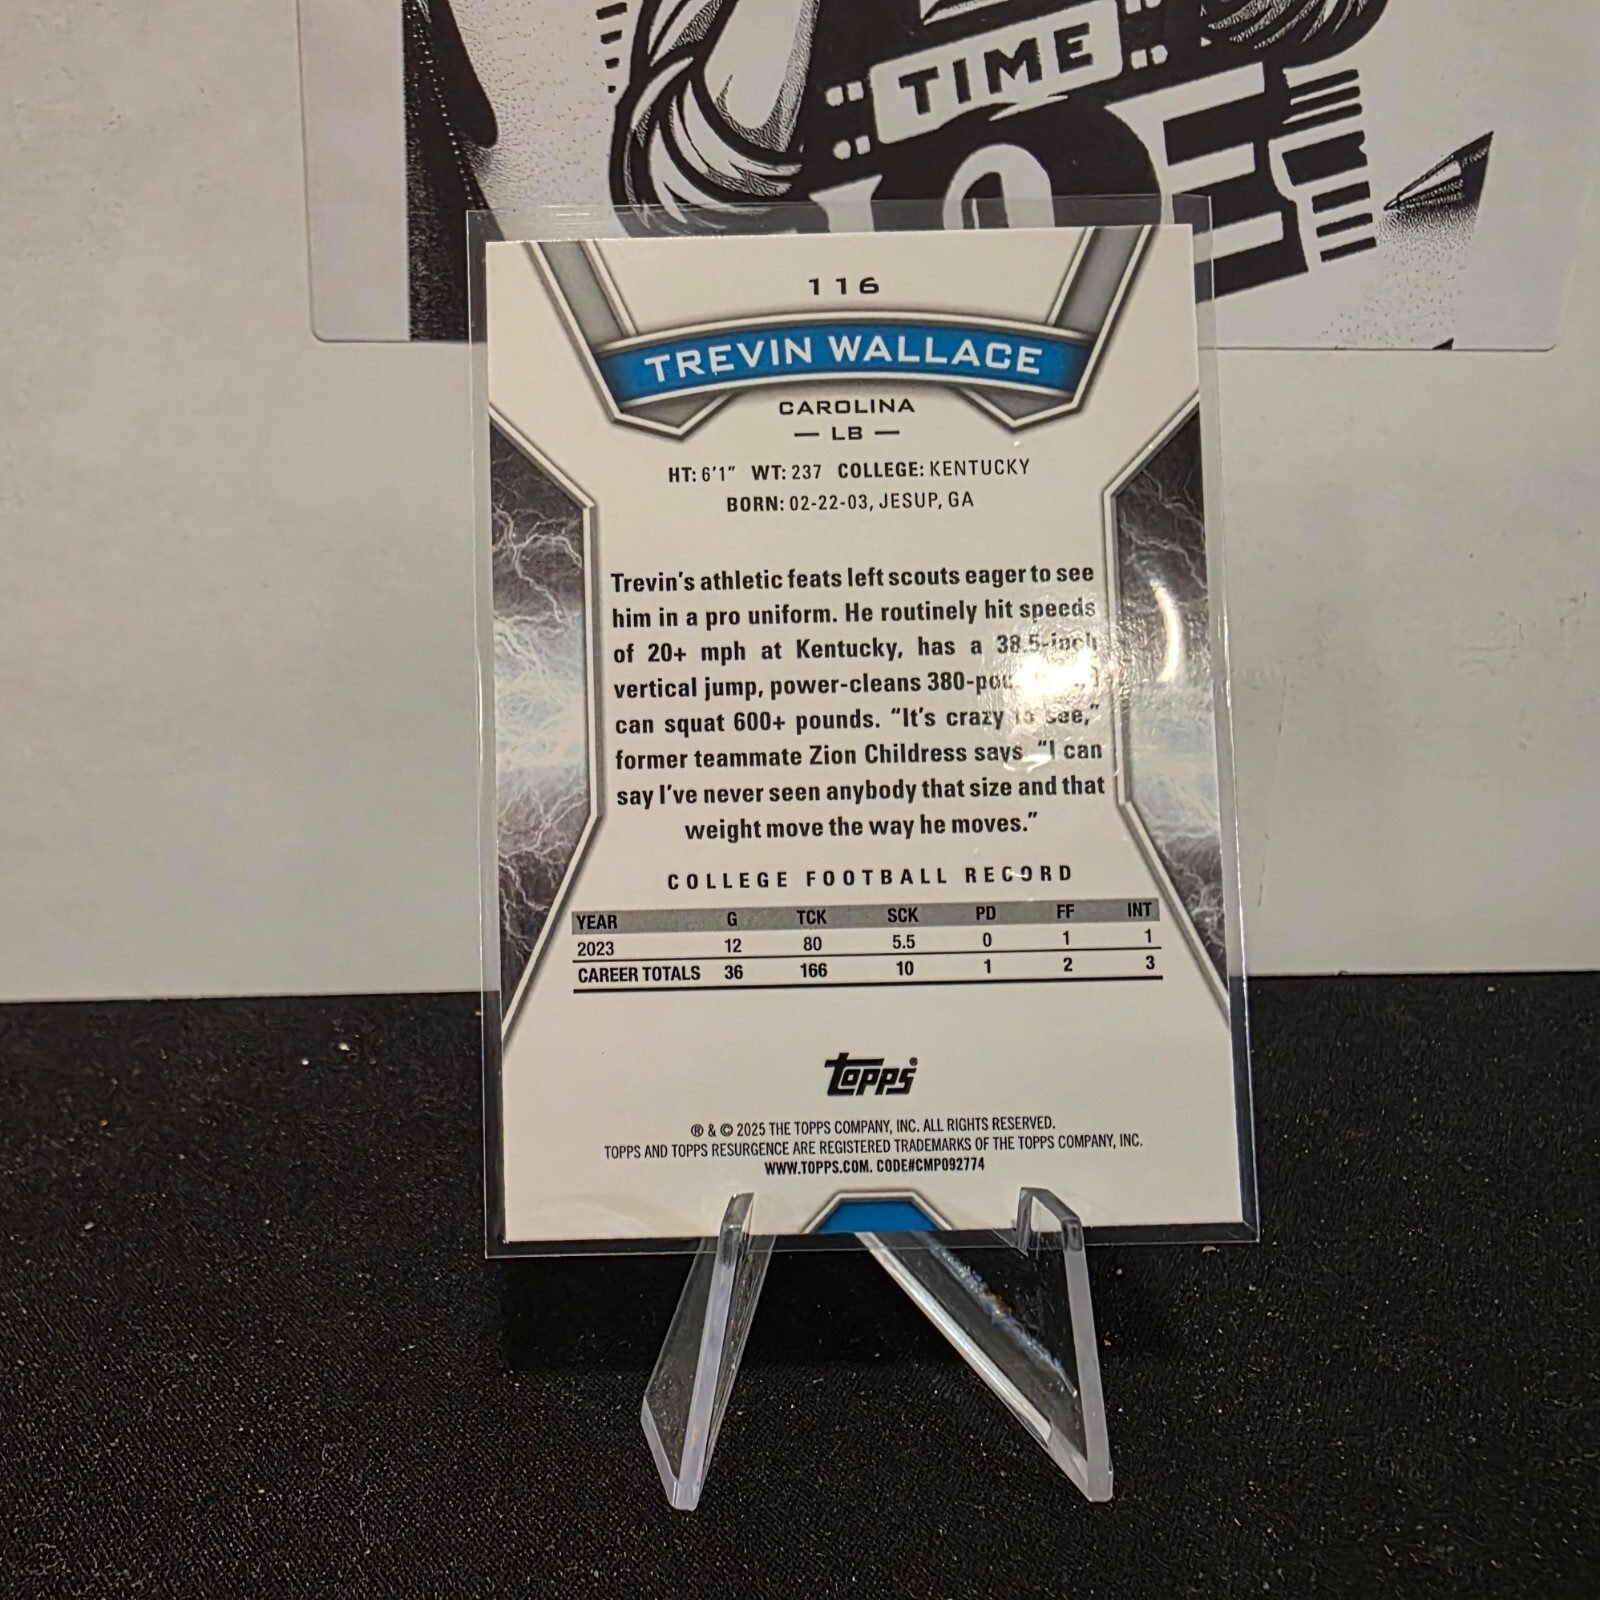 TIME
116
TREVIN WALLACE
CAROLINA
— LB —
HT: 6'1" WT: 237 COLLEGE: KENTUCKY
BORN: 02-22-03, JESUP, GA
Trevin's athletic feats left scouts eager to see
him in a pro uniform. He routinely hit speeds
of 20+ mph at Kentucky, has a 38.5-inch
vertical jump, power-cleans 380-
can squat 600+ pounds. "It's crazy to see,"
former teammate Zion Childress says. "I can
say I've never seen anybody that size and that
weight move the way he moves."
COLLEGE FOOTBALL RECORD
YEAR G TCK SCK PD FF INT
2023 12 80 5.5 0 1 1
CAREER TOTALS 36 166 10 1 2 3
Topps®
® & © 2025 THE TOPPS COMPANY, INC. ALL RIGHTS RESERVED.
TOPPS AND TOPPS RESURGENCE ARE REGISTERED TRADEMARKS OF THE TOPPS COMPANY, INC.
WWW.TOPPS.COM. CODE#CMP092774